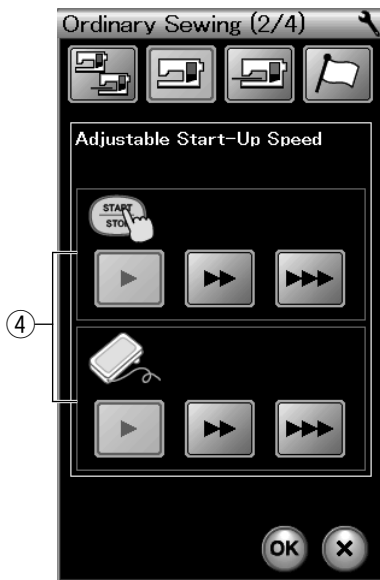 Ordinary Sewing (2/4)
Adjustable Start-Up Speed
START
STOP
④
OK